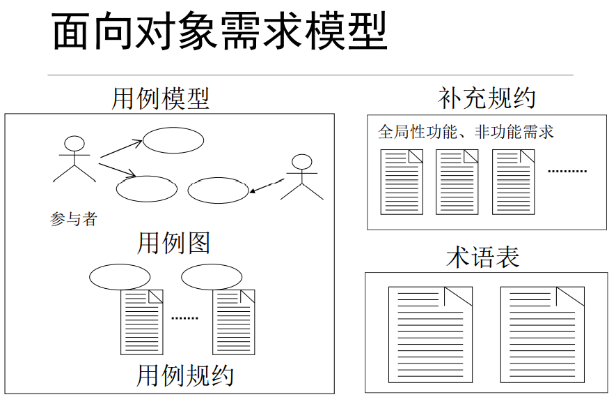 面向对象需求模型
用例模型
参与者
用例图
用例规约
补充规约
全局性功能、非功能需求
术语表